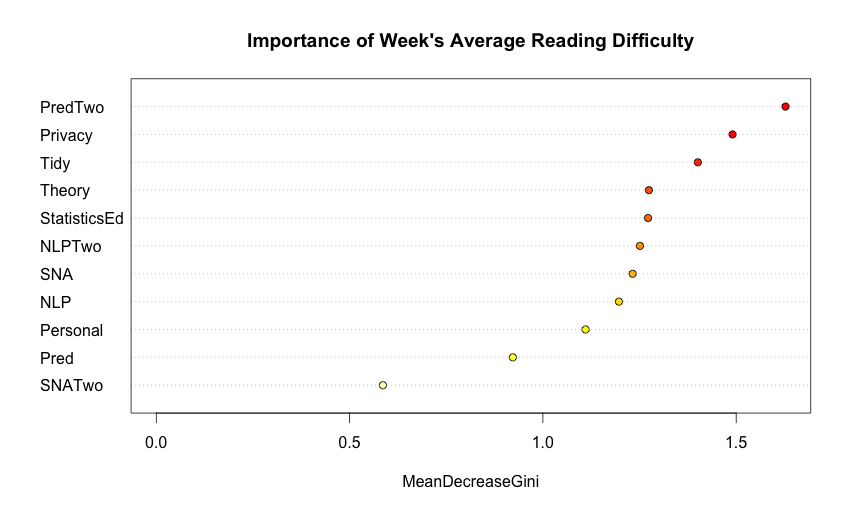 Importance of Week's Average Reading Difficulty
PredTwo
Privacy
Tidy
Theory
StatisticsEd
NLPTwo
SNA
NLP
Personal
Pred
SNATwo
0.0 0.5 1.0 1.5
MeanDecreaseGini